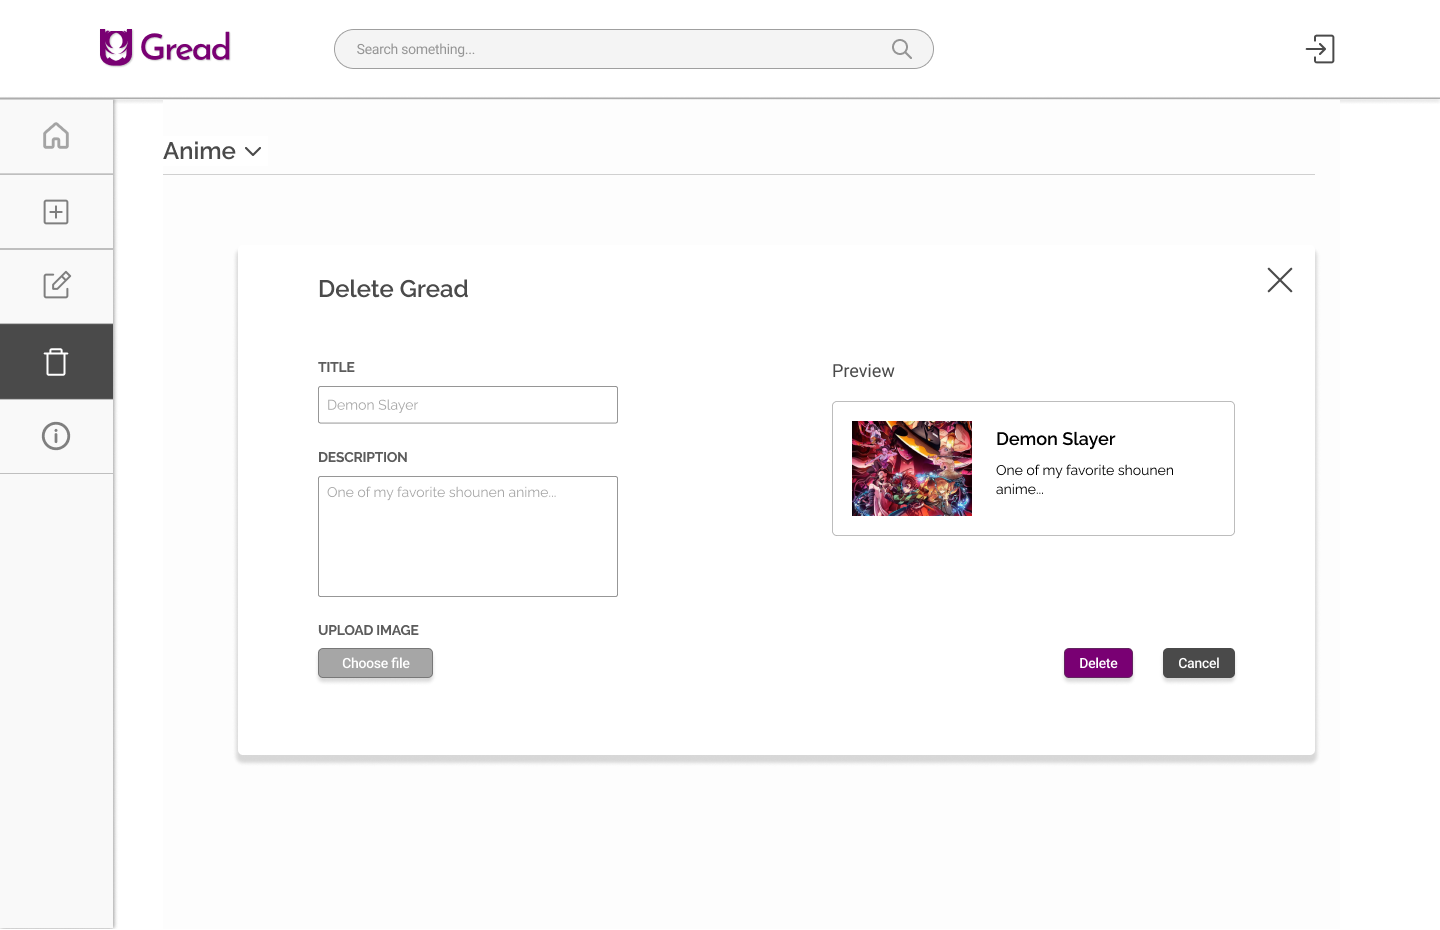 Gread
Search something...
Anime
Delete Gread
TITLE
Demon Slayer
DESCRIPTION
One of my favorite shounen anime...
UPLOAD IMAGE
Choose file
Preview
Demon Slayer
One of my favorite shounen
anime...
Delete
Cancel